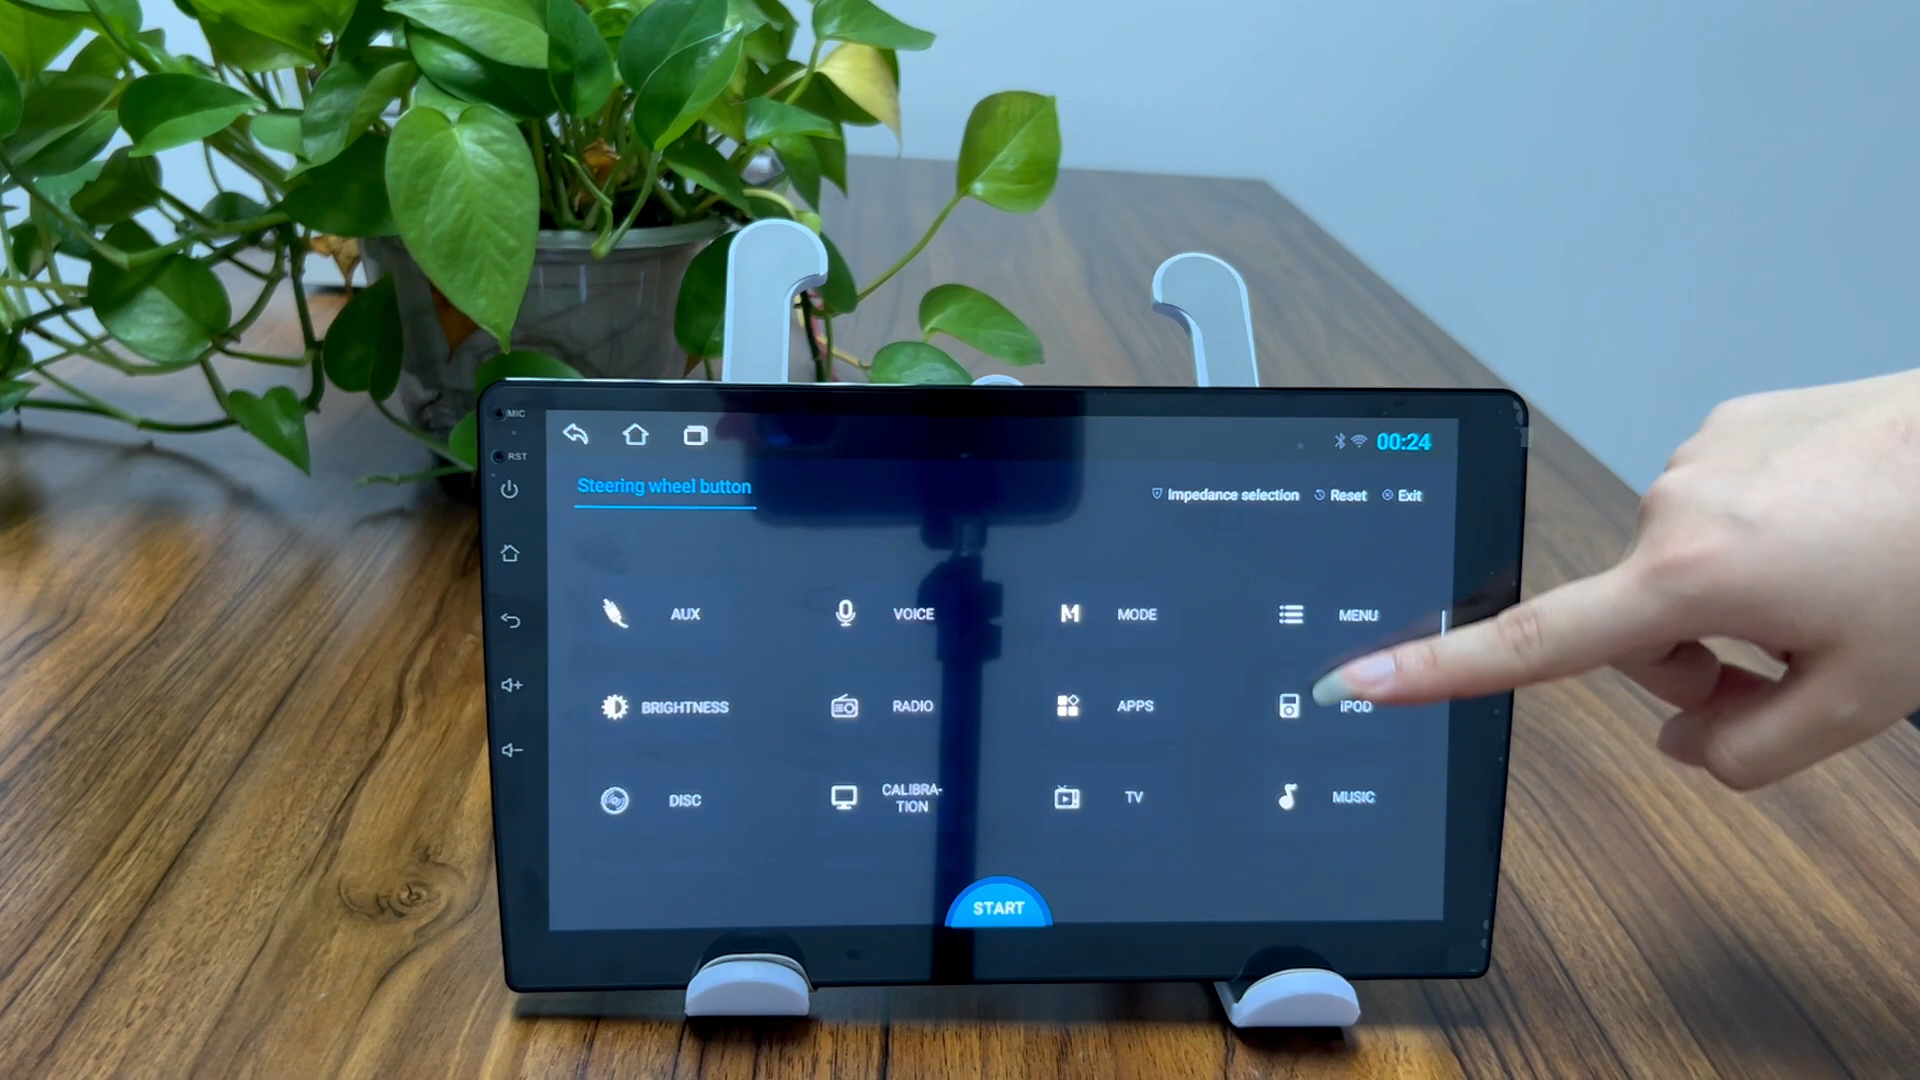 MIC
RST
00:24
Steering wheel button
Impedance selection Reset Exit
AUX VOICE MODE MENU
BRIGHTNESS RADIO APPS iPOD
DISC CALIBRA-
TION TV MUSIC
START